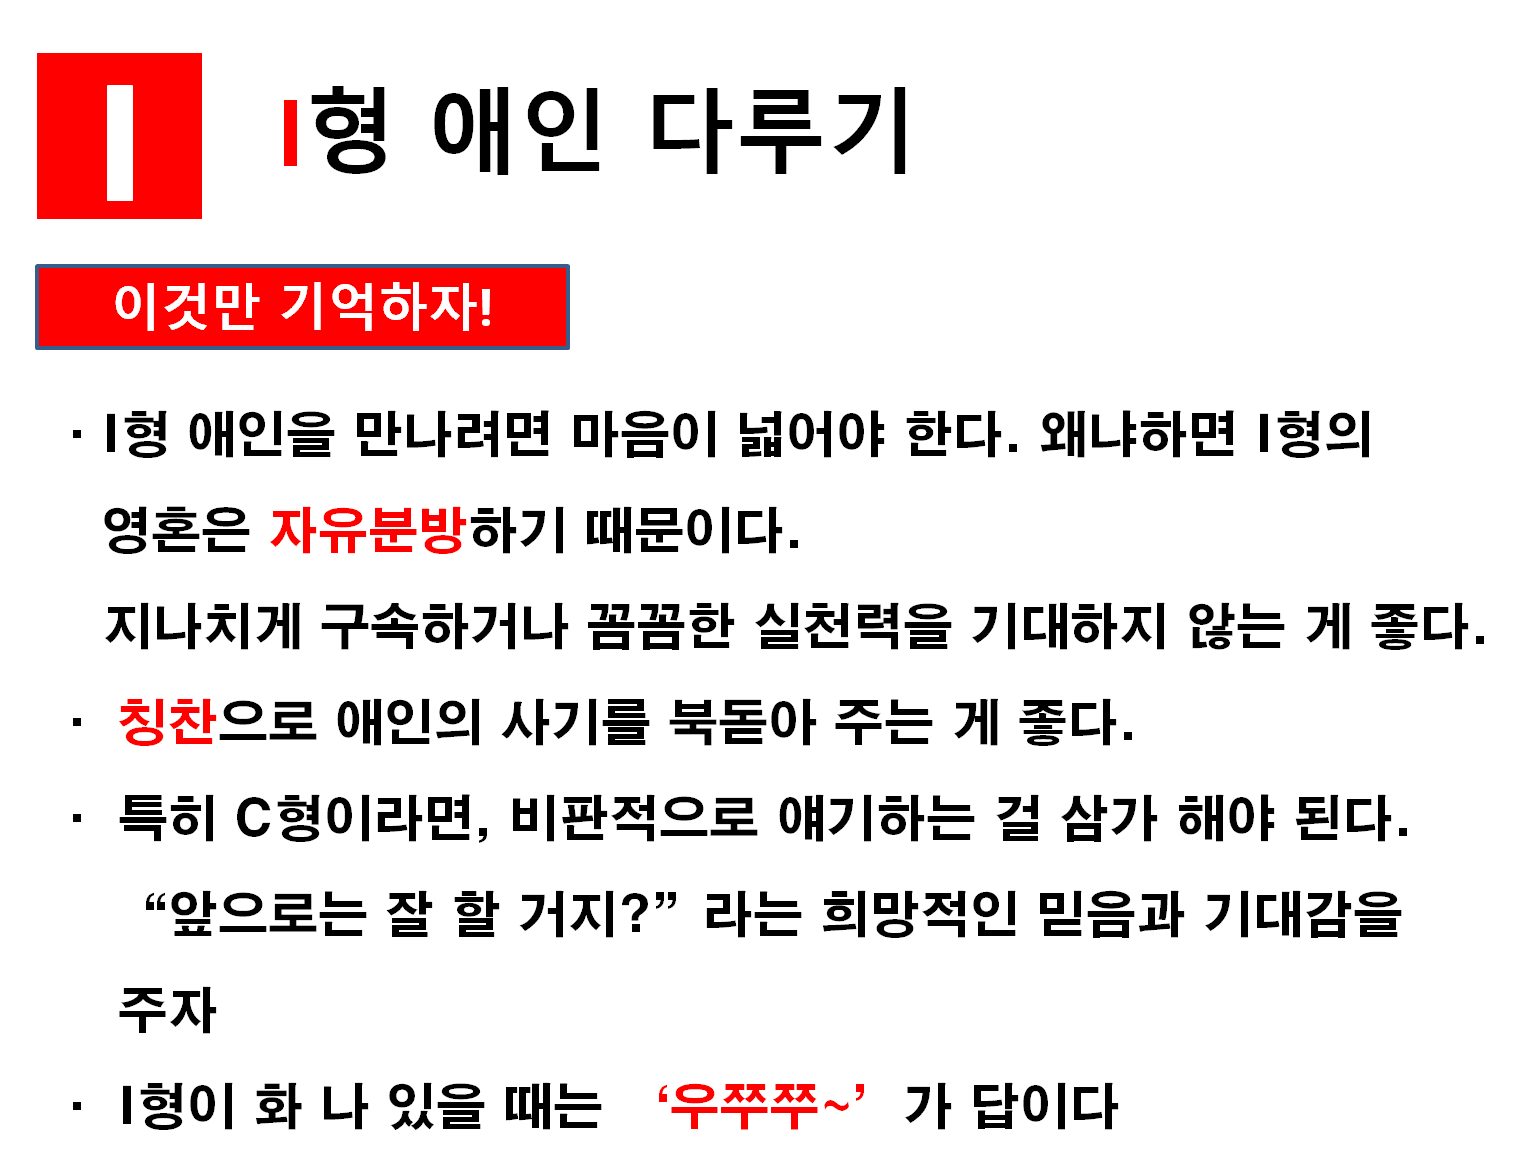 I
I형 애인 다루기
이것만 기억하자!
· I형 애인을 만나려면 마음이 넓어야 한다. 왜냐하면 I형의
영혼은 자유분방하기 때문이다.
지나치게 구속하거나 꼼꼼한 실천력을 기대하지 않는 게 좋다.
· 칭찬으로 애인의 사기를 북돋아 주는 게 좋다.
· 특히 C형이라면, 비판적으로 얘기하는 걸 삼가 해야 된다.
“앞으로는 잘 할 거지?” 라는 희망적인 믿음과 기대감을
주자
· I형이 화 나 있을 때는 ‘우쭈쭈~’ 가 답이다